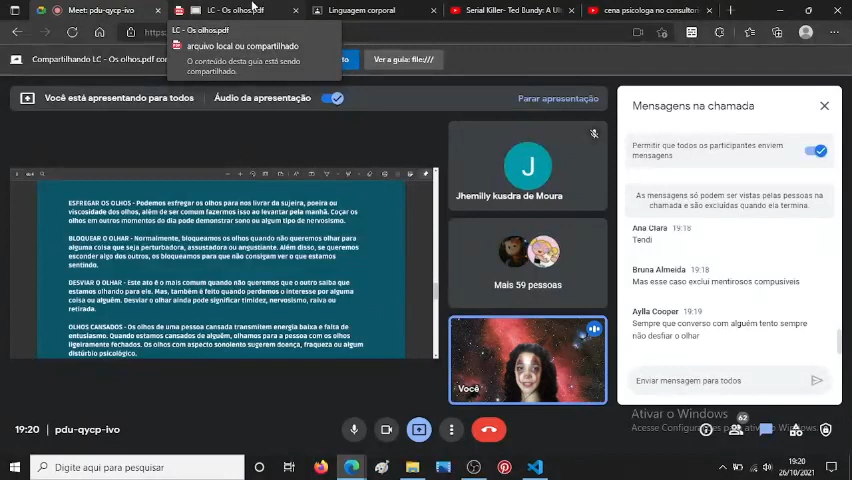 Meet: pdu-qycp-ivo
LC - Os olhos.pdf
Linguagem corporal
Serial Killer- Ted Bundy: A Ul
cena psicologa no consultori
https:
LC - Os olhos.pdf
arquivo local ou compartilhado
O conteúdo desta guia está sendo
compartilhado.
Compartilhando LC - Os olhos.pdf
Ver a guia: file:///
Você está apresentando para todos
Áudio da apresentação
Parar apresentação
ESFREGAR OS OLHOS - Podemos esfregar os olhos para nos livrar da sujeira, poeira ou
viscosidade dos olhos, além de ser comum fazermos isso ao levantar pela manhã. Coçar os
olhos em outros momentos do dia pode demonstrar sono ou algum tipo de nervosismo.
BLOQUEAR O OLHAR - Normalmente, bloqueamos os olhos quando não queremos olhar para
alguma coisa que seja perturbadora, assustadora ou angustiante. Além disso, se queremos
esconder algo dos outros, os bloqueamos para que não consigam ver o que estamos
sentindo.
DESVIAR O OLHAR - Este ato é o mais comum quando não queremos que o outro saiba que
estamos olhando para ele. Mas, também é feito quando perdemos o interesse por alguma
coisa ou alguém. Desviar o olhar ainda pode significar timidez, nervosismo, raiva ou
retirada.
OLHOS CANSADOS - Os olhos de uma pessoa cansada transmitem energia baixa e falta de
entusiasmo. Quando estamos cansados de alguém, olhamos para a pessoa com os olhos
ligeiramente fechados. Os olhos com aspecto sonolento sugerem doença, fraqueza ou algum
distúrbio psicológico.
J
Jhemilly kusdra de Moura
Mais 59 pessoas
Você
Mensagens na chamada
Permitir que todos os participantes enviem
mensagens
As mensagens só podem ser vistas pelas pessoas na
chamada e são excluídas quando ela termina.
Ana Clara 19:18
Tendi
Bruna Almeida 19:18
Mas esse caso exclui mentirosos compusiveis
Aylla Cooper 19:19
Sempre que converso com alguém tento sempre
não desfiar o olhar
Enviar mensagem para todos
Ativar o Windows
19:20 | pdu-qycp-ivo
62
Digite aqui para pesquisar
19:20
26/10/2021